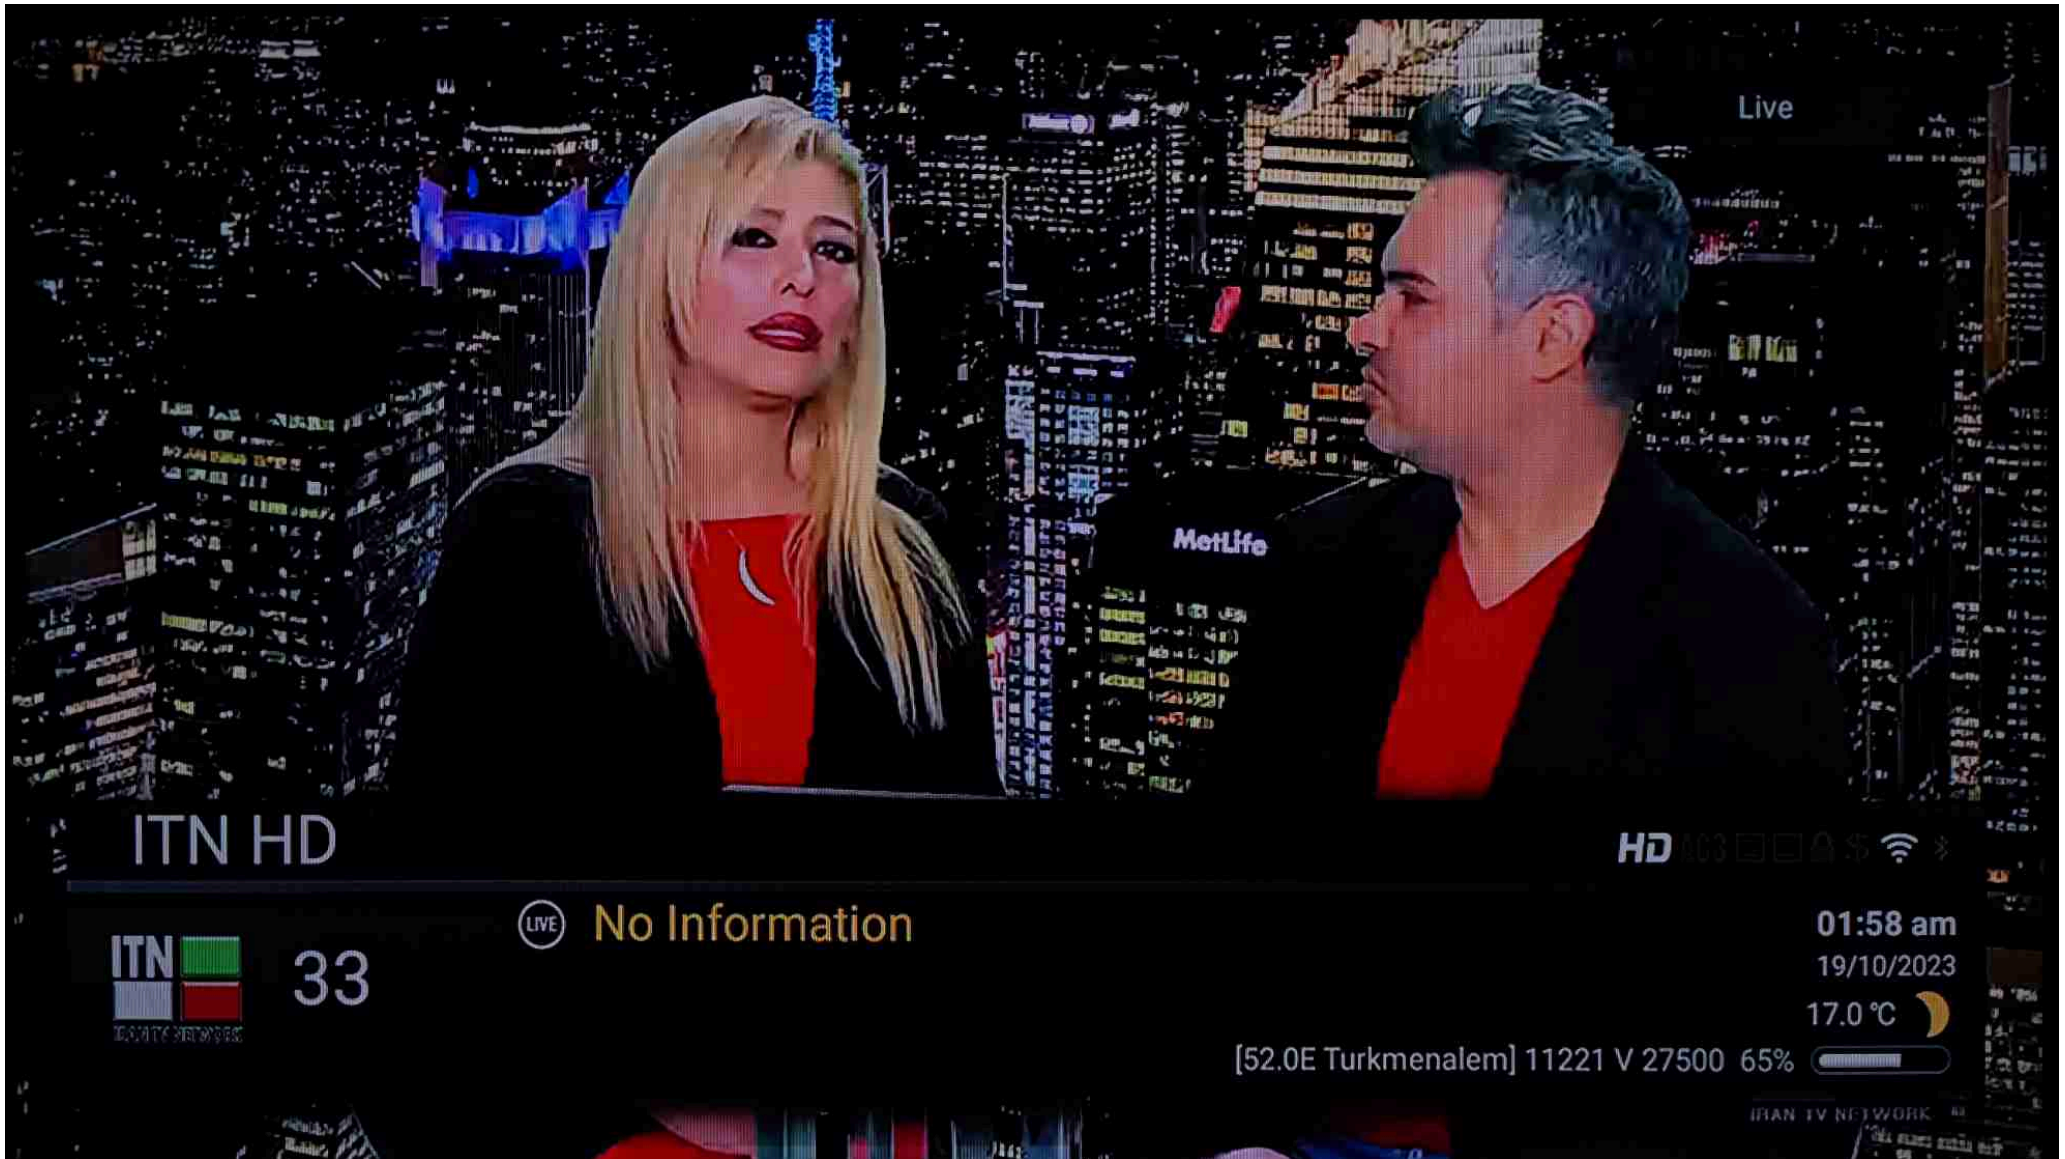 Live
MetLife
ITN HD
HD
LIVE No Information
01:58 am
ITN
33
19/10/2023
17.0 °C
[52.0E Turkmenalem] 11221 V 27500 65%
IRAN TV NETWORK